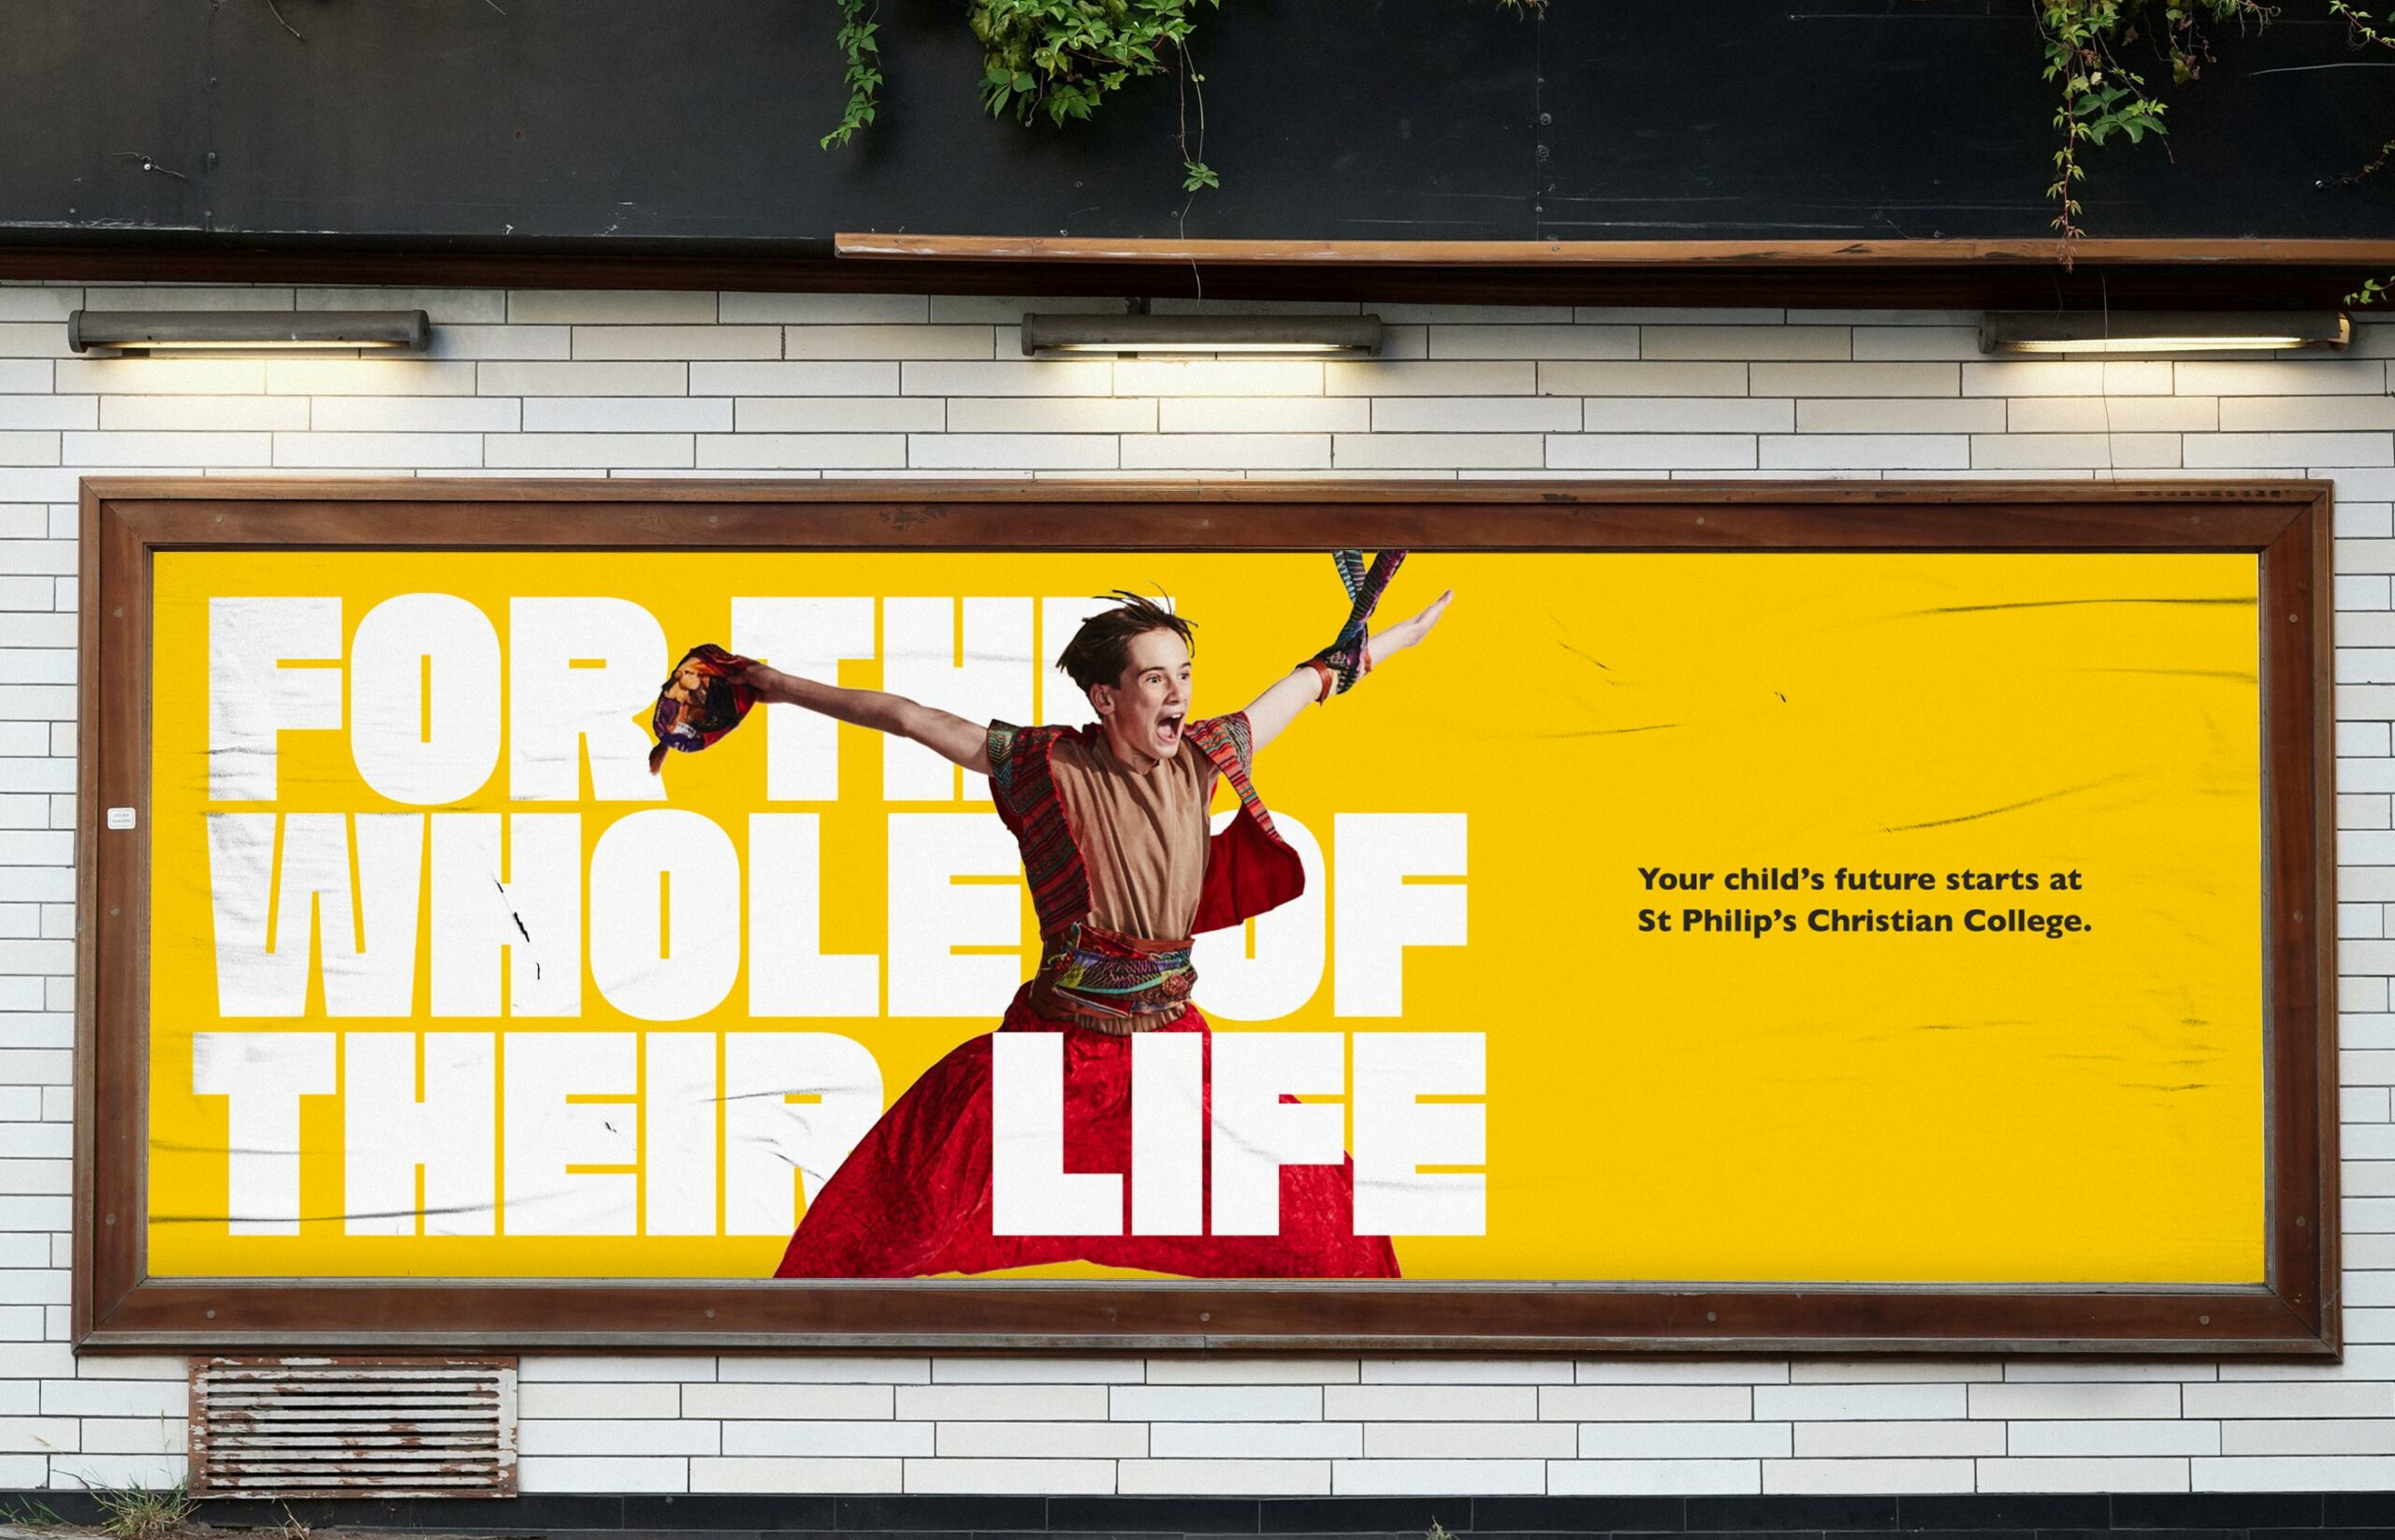 FOR THE
WHOLE OF
THEIR LIFE
Your child's future starts at
St Philip's Christian College.